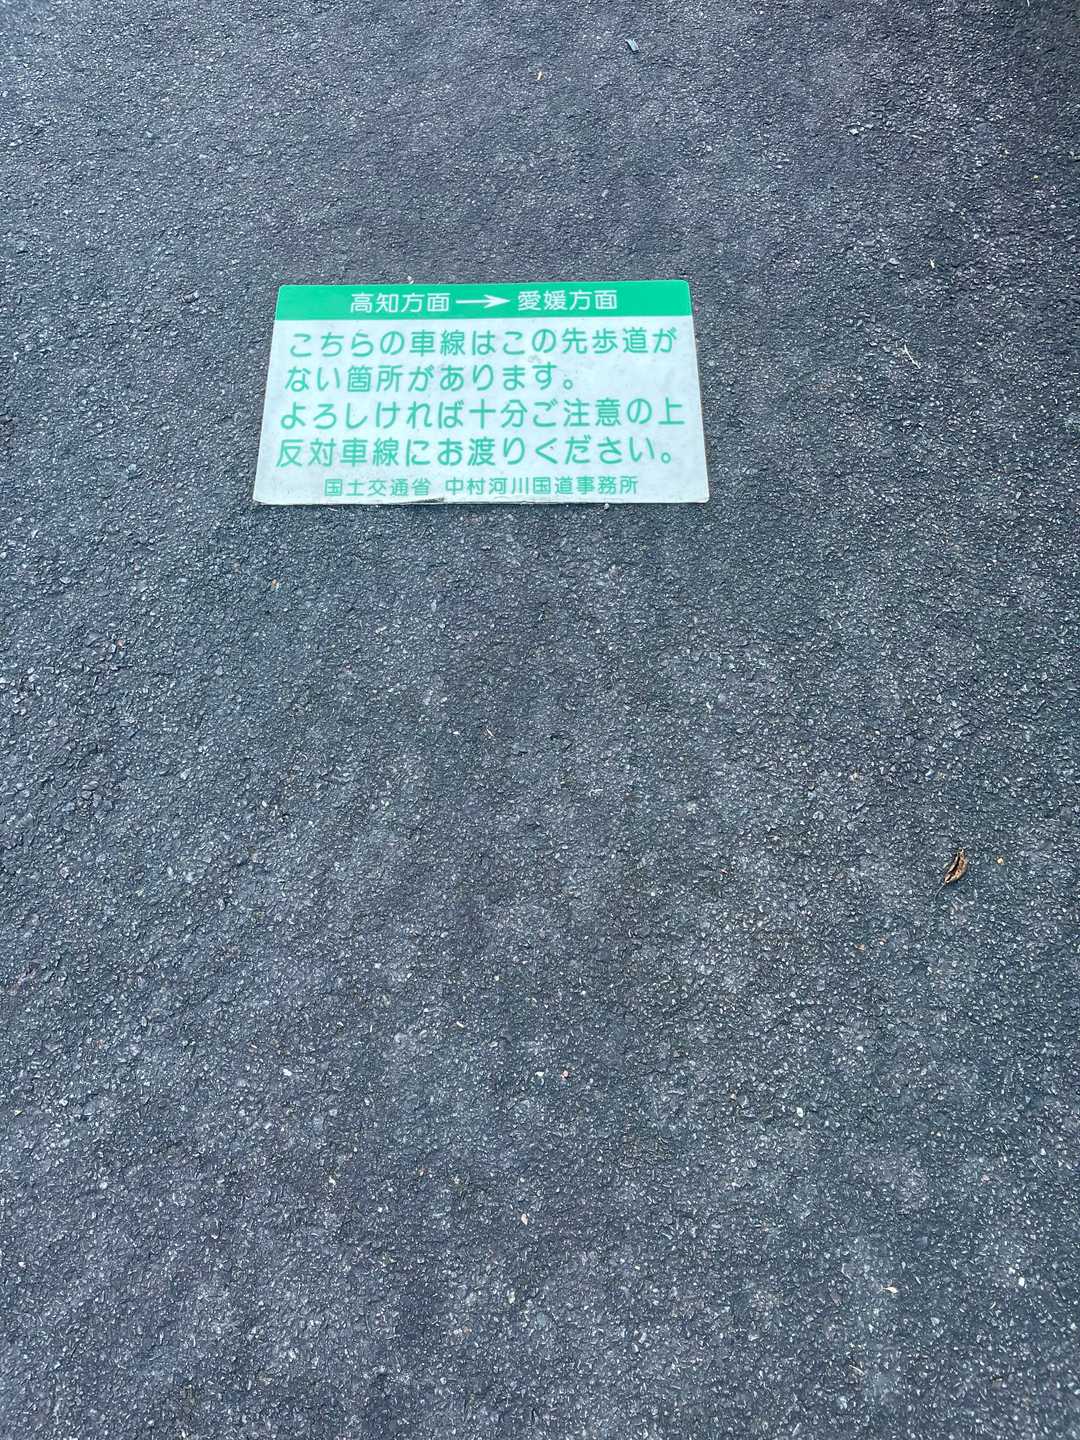 高知方面→愛媛方面
こちらの車線はこの先歩道が
ない箇所があります。
よろしければ十分ご注意の上
反対車線にお渡りください。
国土交通省 中村河川国道事務所